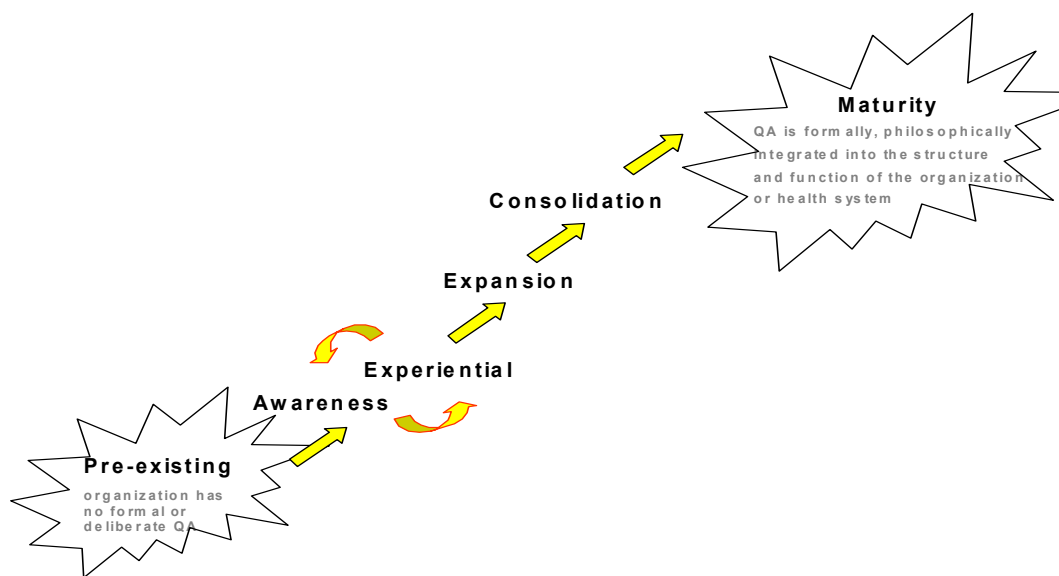 Maturity
QA is formally, philosophically
integrated into the structure
and function of the organization
or health system
Consolidation
Expansion
Experiential
Awareness
Pre-existing
organization has
no formal or
deliberate QA